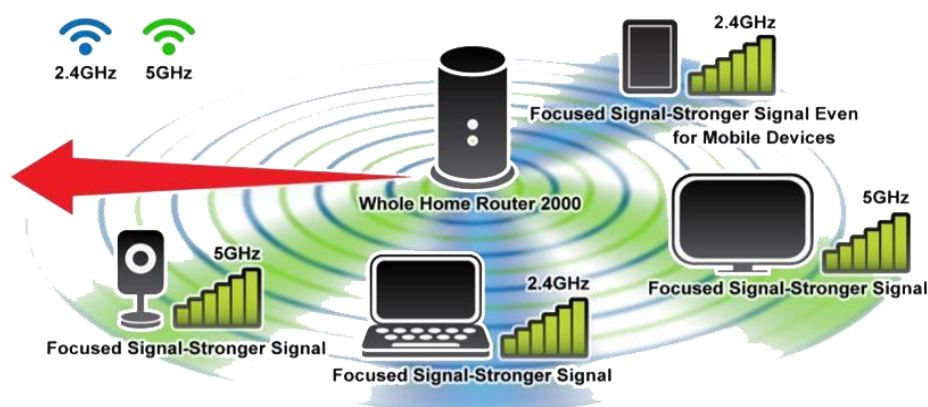 2.4GHz
5GHz
2.4GHz
Focused Signal-Stronger Signal Even
for Mobile Devices
Whole Home Router 2000
5GHz
Focused Signal-Stronger Signal
5GHz
Focused Signal-Stronger Signal
2.4GHz
Focused Signal-Stronger Signal